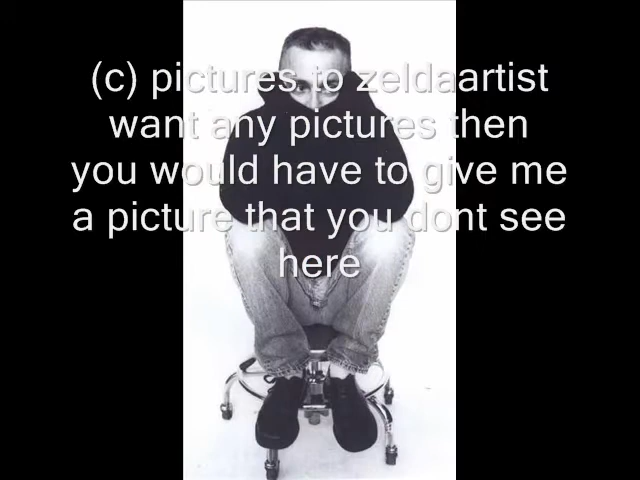 (c) pictures to zeldaartist
want any pictures then
you would have to give me
a picture that you dont see
here